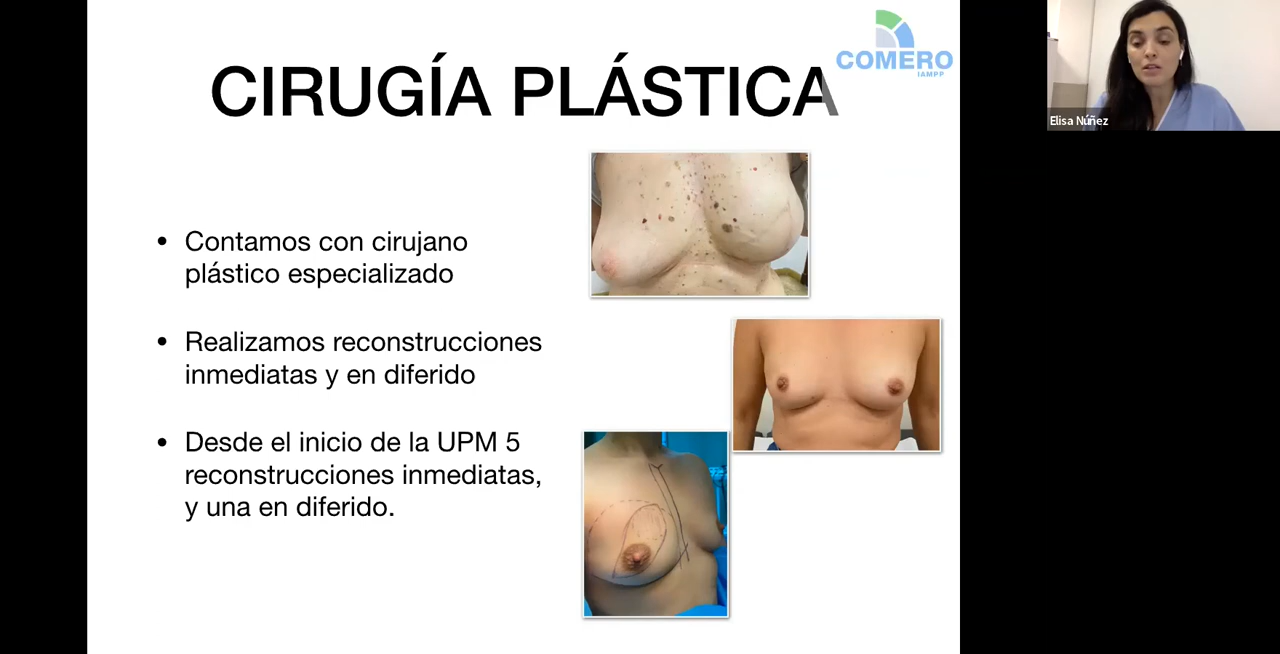 CIRUGÍA PLÁSTICA
COMERO
IAMPP
Elisa Núñez
• Contamos con cirujano
plástico especializado
• Realizamos reconstrucciones
inmediatas y en diferido
• Desde el inicio de la UPM 5
reconstrucciones inmediatas,
y una en diferido.